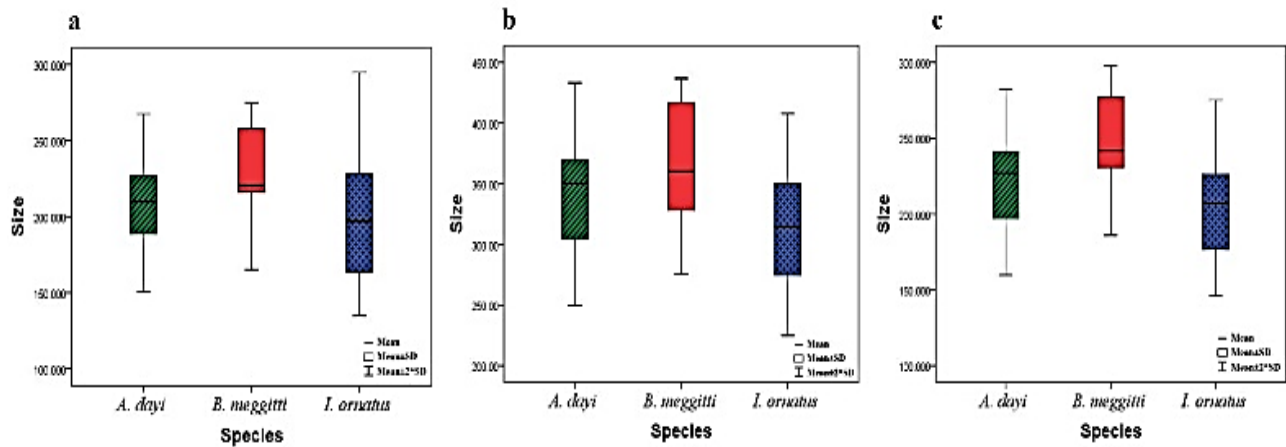 a
300.000
250.000
200.000
150.000
100.000
Size
A. dayi
B. meggitti
I. ornatus
Species
Mean
Mean±SD
Mean±2*SD
b
450.00
400.00
350.00
300.00
250.00
200.00
Size
A. dayi
B. meggitti
I. ornatus
Species
Mean
Mean±SD
Mean±2*SD
c
300.000
250.000
200.000
150.000
100.000
Size
A. dayi
B. meggitti
I. ornatus
Species
Mean
Mean±SD
Mean±2*SD